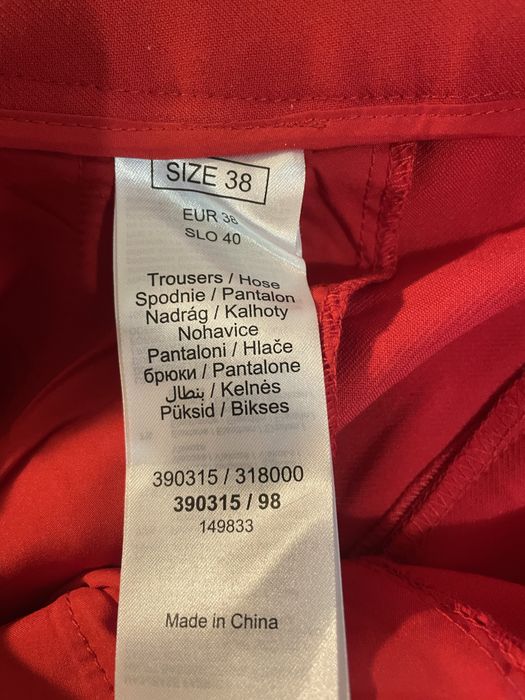 SIZE 38
EUR 38
SLO 40
Trousers / Hose
Spodnie / Pantalon
Nadrág / Kalhoty
Nohavice
Pantaloni / Hlače
брюки / Pantalone
بنطال / Kelnės
Püksid / Bikses
390315 / 318000
390315 / 98
149833
Made in China